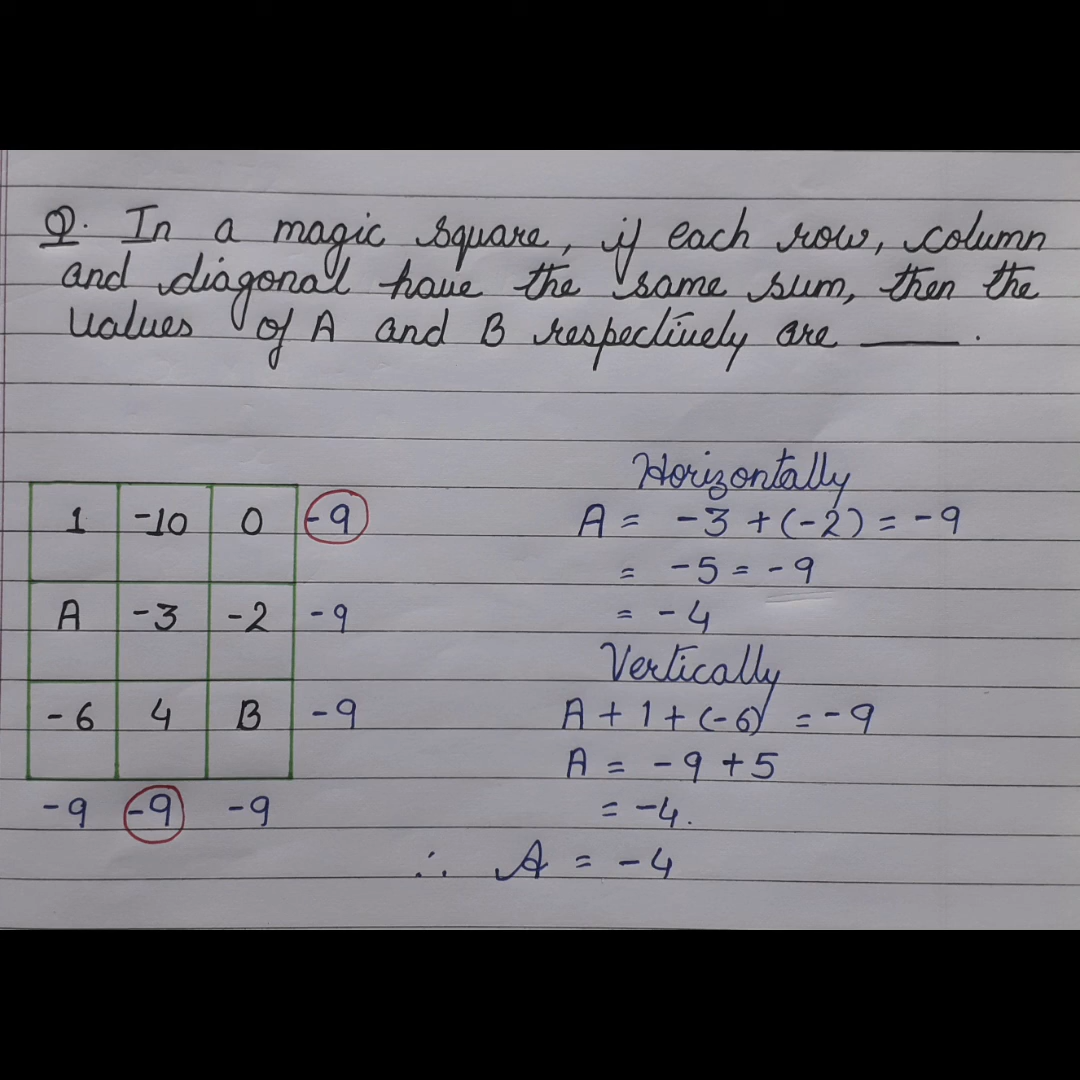 Q. In a magic square, if each row, column
and diagonal have the same sum, then the
values of A and B respectively are ____.
1 -10 0 -9
A -3 -2 -9
-6 4 B -9
-9 -9 -9
Horizontally
A = -3 + (-2) = -9
= -5 = -9
= -4
Vertically
A + 1 + (-6) = -9
A = -9 + 5
= -4.
∴ A = -4